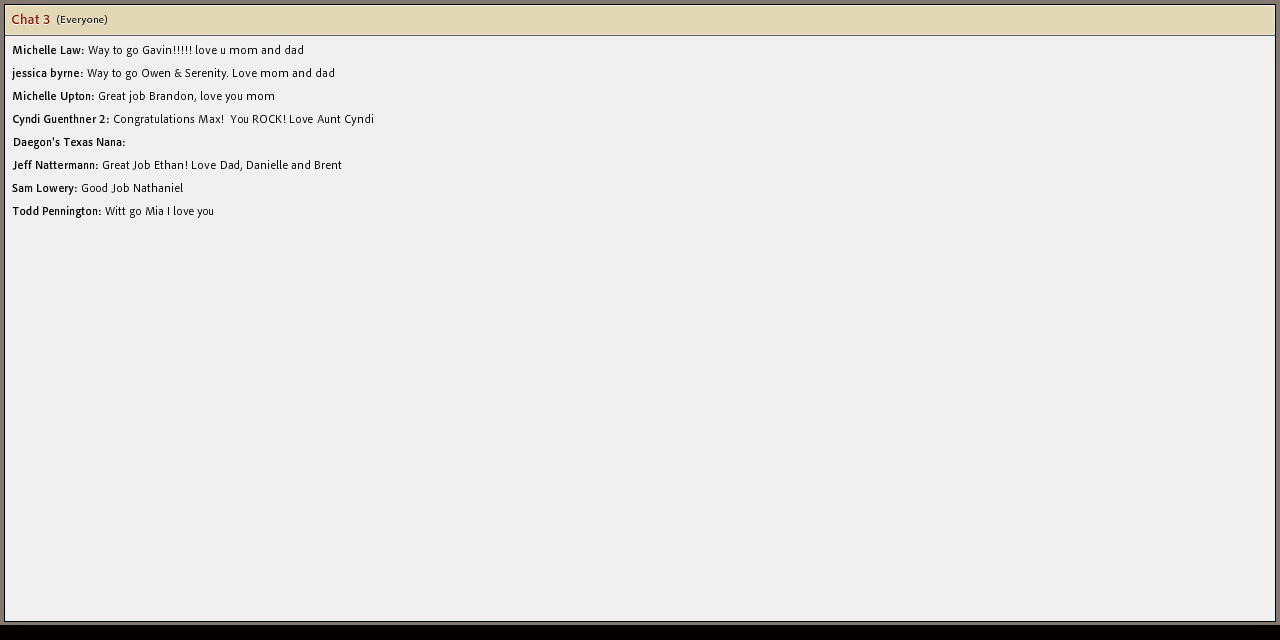 Chat 3 (Everyone)
Michelle Law: Way to go Gavin!!!!! love u mom and dad
jessica byrne: Way to go Owen & Serenity. Love mom and dad
Michelle Upton: Great job Brandon, love you mom
Cyndi Guenthner 2: Congratulations Max!  You ROCK! Love Aunt Cyndi
Daegon's Texas Nana:
Jeff Nattermann: Great Job Ethan! Love Dad, Danielle and Brent
Sam Lowery: Good Job Nathaniel
Todd Pennington: Witt go Mia I love you